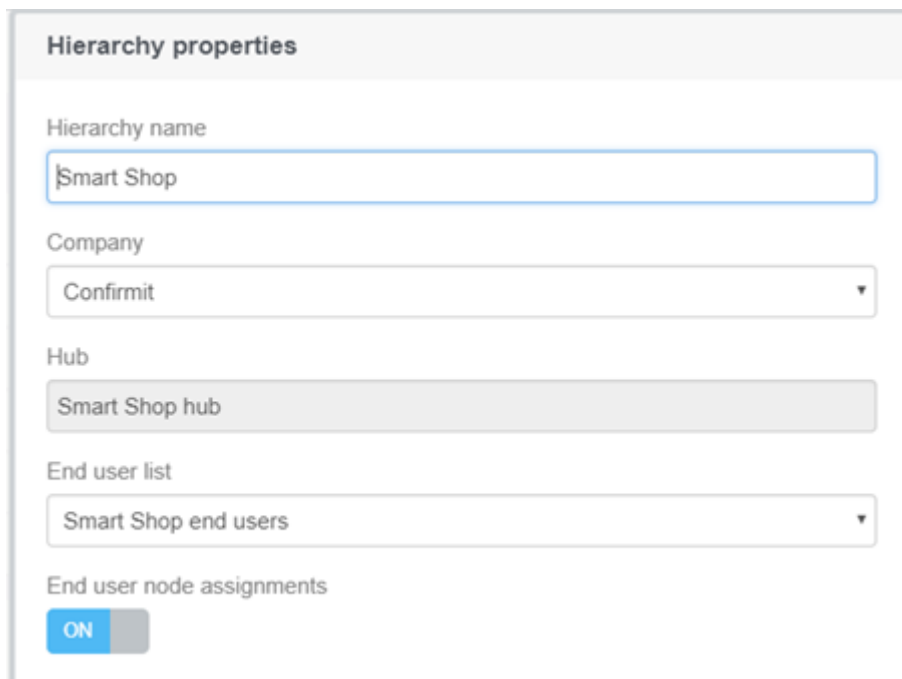 Hierarchy properties
Hierarchy name
Smart Shop
Company
Confirmit
Hub
Smart Shop hub
End user list
Smart Shop end users
End user node assignments
ON